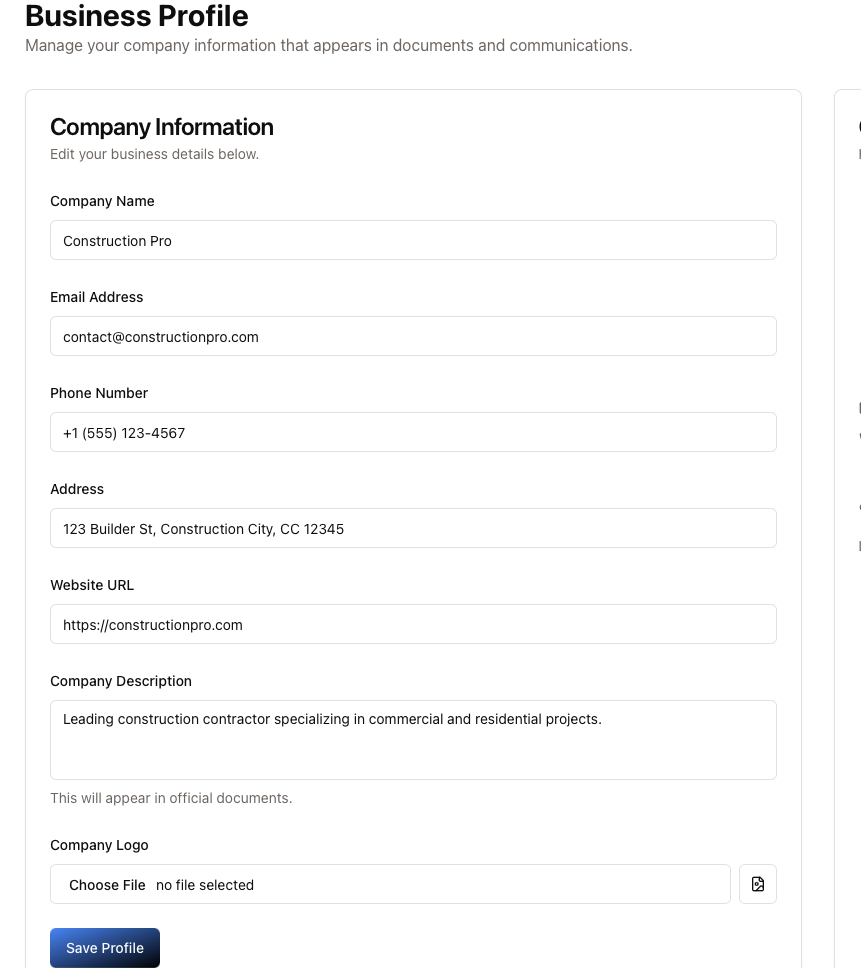 Business Profile
Manage your company information that appears in documents and communications.
Company Information
Edit your business details below.
Company Name
Construction Pro
Email Address
contact@constructionpro.com
Phone Number
+1 (555) 123-4567
Address
123 Builder St, Construction City, CC 12345
Website URL
https://constructionpro.com
Company Description
Leading construction contractor specializing in commercial and residential projects.
This will appear in official documents.
Company Logo
Choose File no file selected
Save Profile